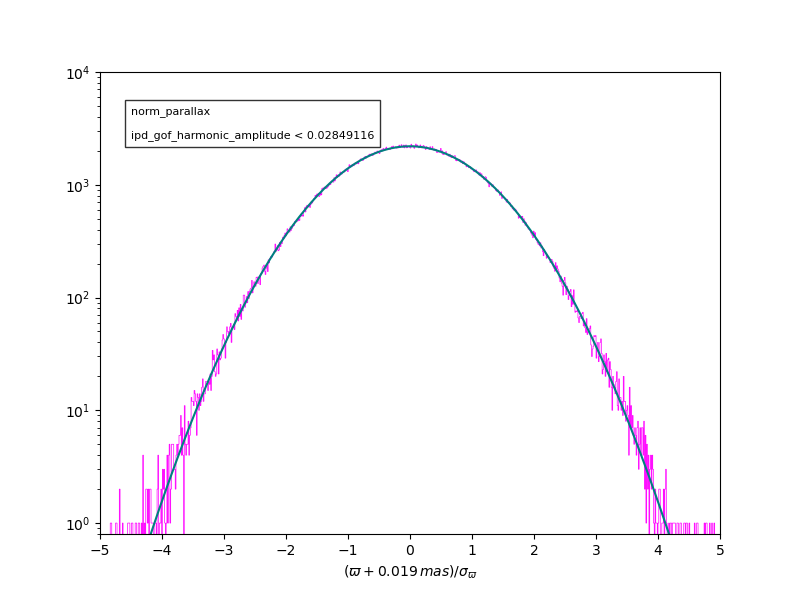 10⁴
norm_parallax
ipd_gof_harmonic_amplitude < 0.02849116
10³
10²
10¹
10⁰
−5 −4 −3 −2 −1 0 1 2 3 4 5
(ϖ + 0.019 mas)/σ_ϖ